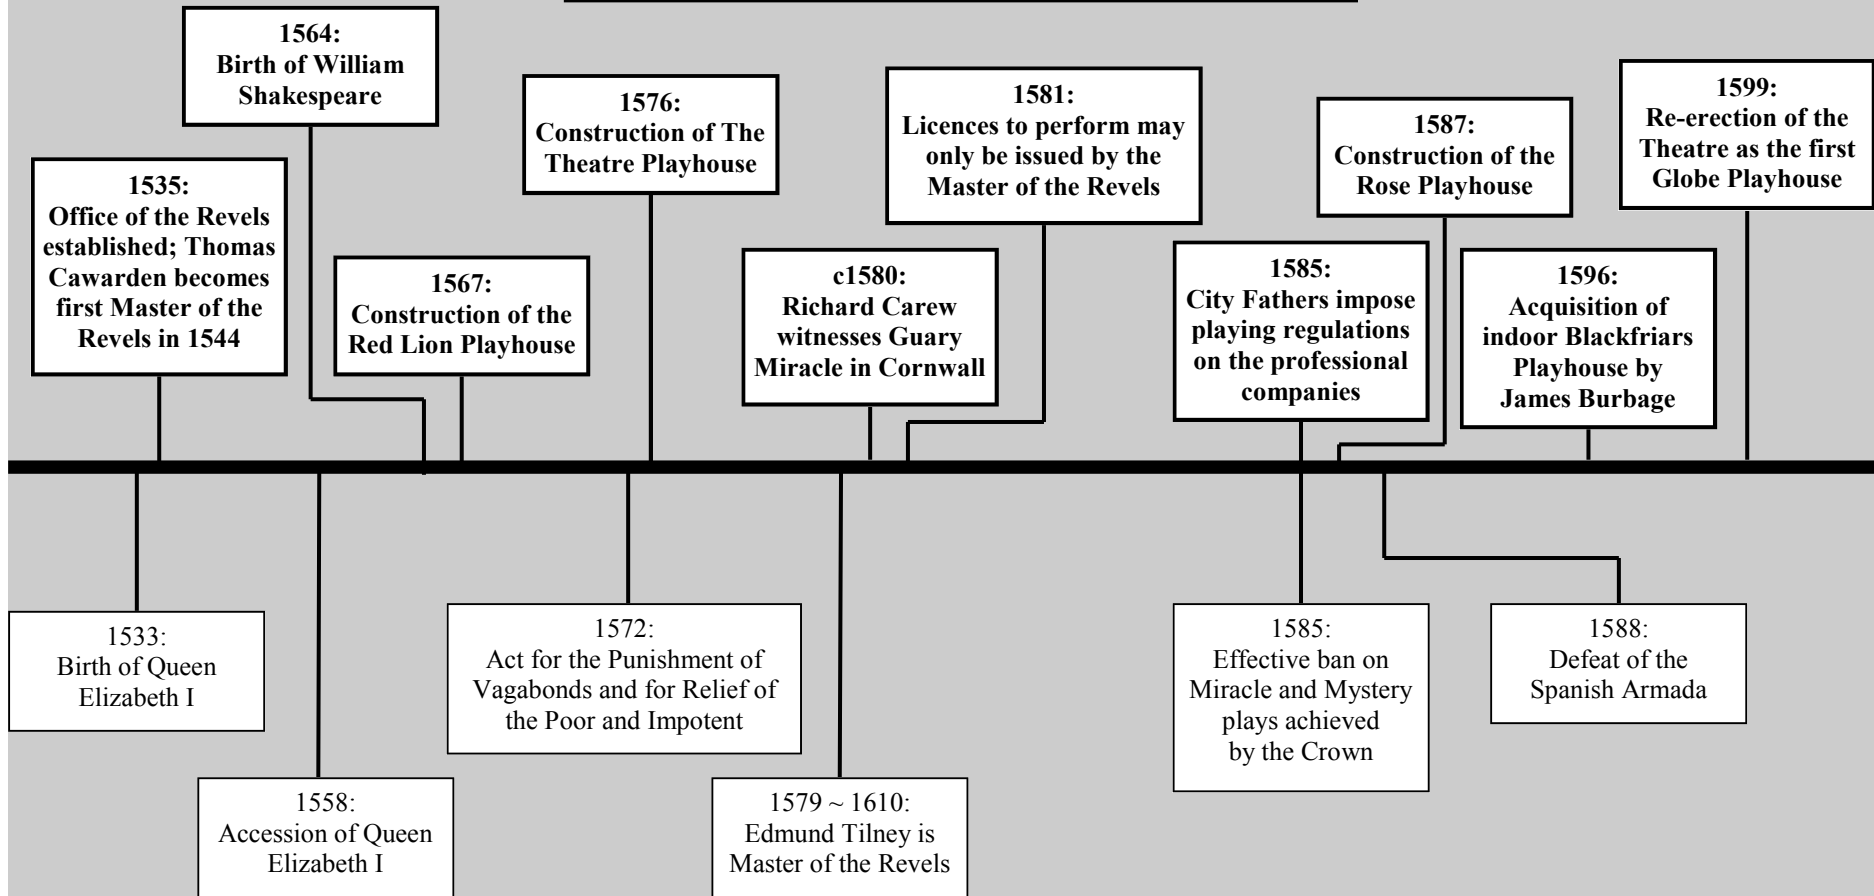 1564:
Birth of William
Shakespeare
1576:
Construction of The
Theatre Playhouse
1581:
Licences to perform may
only be issued by the
Master of the Revels
1587:
Construction of the
Rose Playhouse
1599:
Re-erection of the
Theatre as the first
Globe Playhouse
1535:
Office of the Revels
established; Thomas
Cawarden becomes
first Master of the
Revels in 1544
1567:
Construction of the
Red Lion Playhouse
c1580:
Richard Carew
witnesses Guary
Miracle in Cornwall
1585:
City Fathers impose
playing regulations
on the professional
companies
1596:
Acquisition of
indoor Blackfriars
Playhouse by
James Burbage
1533:
Birth of Queen
Elizabeth I
1558:
Accession of Queen
Elizabeth I
1572:
Act for the Punishment of
Vagabonds and for Relief of
the Poor and Impotent
1579 ~ 1610:
Edmund Tilney is
Master of the Revels
1585:
Effective ban on
Miracle and Mystery
plays achieved
by the Crown
1588:
Defeat of the
Spanish Armada